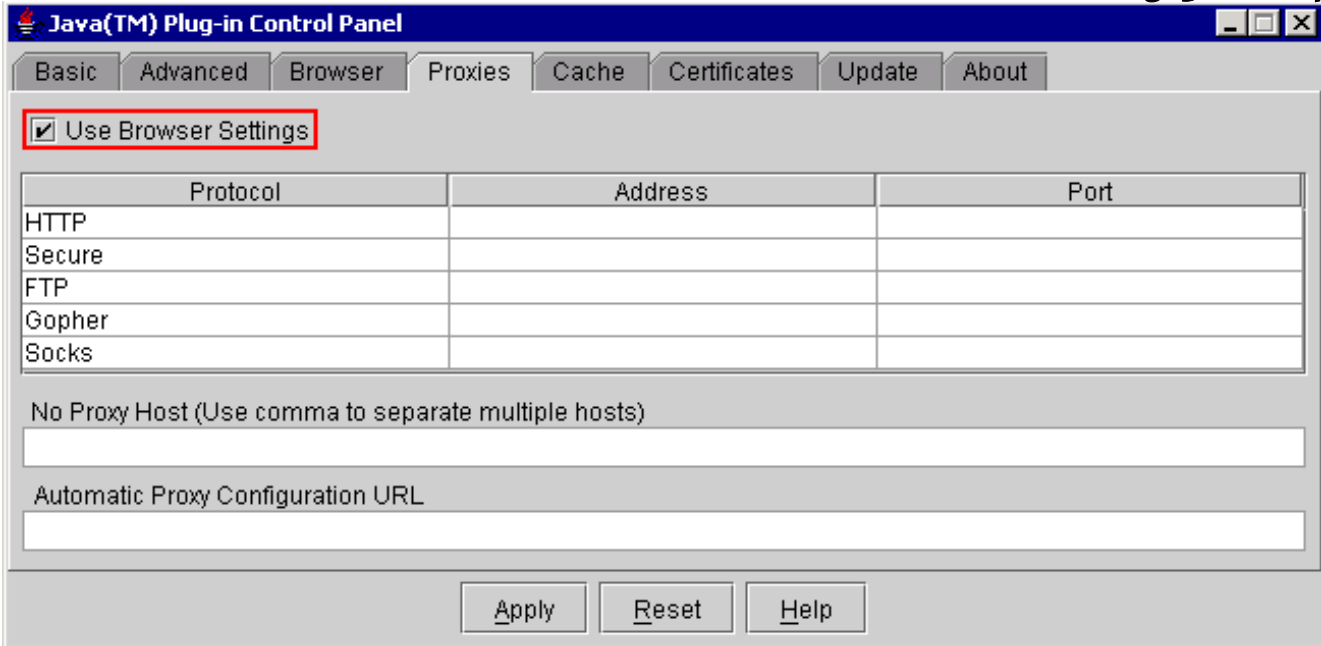 Java(TM) Plug-in Control Panel
Basic Advanced Browser Proxies Cache Certificates Update About
Use Browser Settings
Protocol Address Port
HTTP
Secure
FTP
Gopher
Socks
No Proxy Host (Use comma to separate multiple hosts)
Automatic Proxy Configuration URL
Apply Reset Help